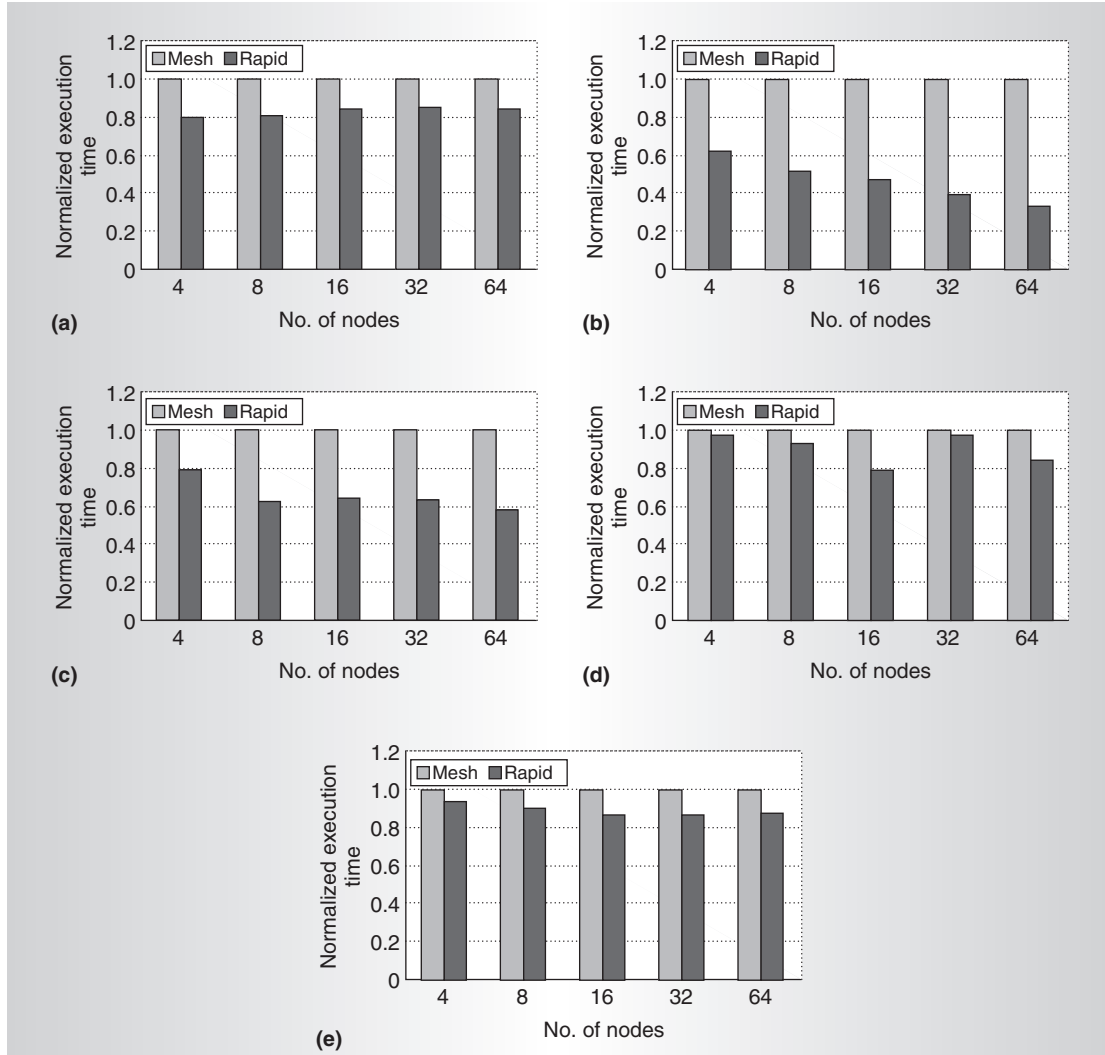 1.2
Mesh Rapid
1.0
0.8
0.6
0.4
0.2
0
Normalized execution
time
4 8 16 32 64
No. of nodes
(a)
1.2
Mesh Rapid
1.0
0.8
0.6
0.4
0.2
0
Normalized execution
time
4 8 16 32 64
No. of nodes
(b)
1.2
Mesh Rapid
1.0
0.8
0.6
0.4
0.2
0
Normalized execution
time
4 8 16 32 64
No. of nodes
(c)
1.2
Mesh Rapid
1.0
0.8
0.6
0.4
0.2
0
Normalized execution
time
4 8 16 32 64
No. of nodes
(d)
1.2
Mesh Rapid
1.0
0.8
0.6
0.4
0.2
0
Normalized execution
time
4 8 16 32 64
No. of nodes
(e)